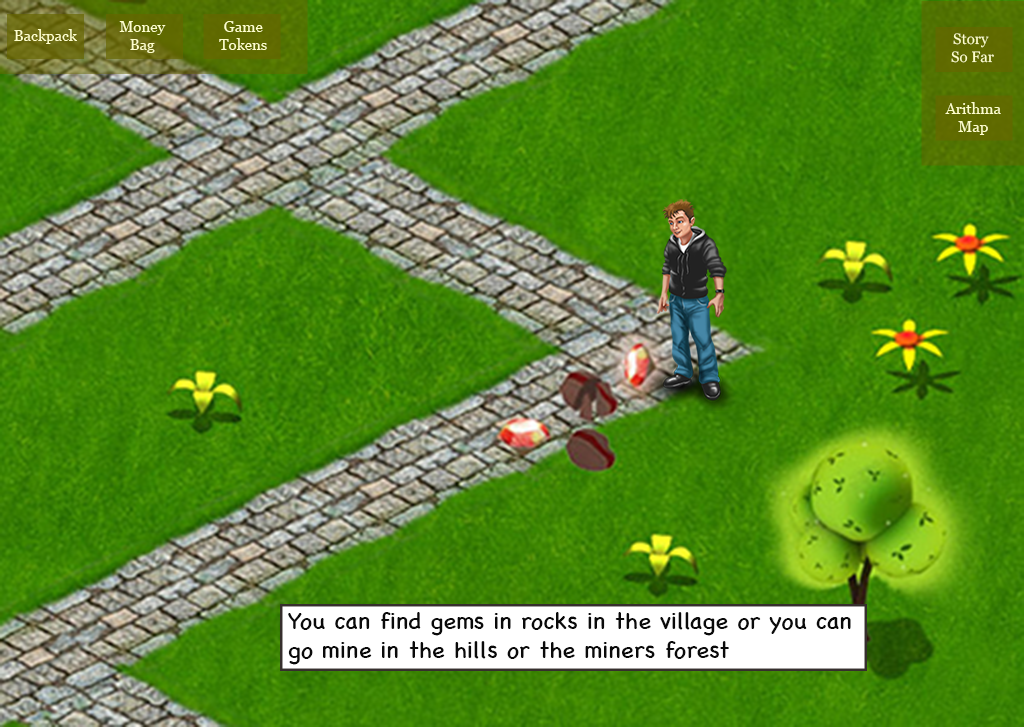 Backpack
Money
Bag
Game
Tokens
Story
So Far
Arithma
Map
You can find gems in rocks in the village or you can
go mine in the hills or the miners forest